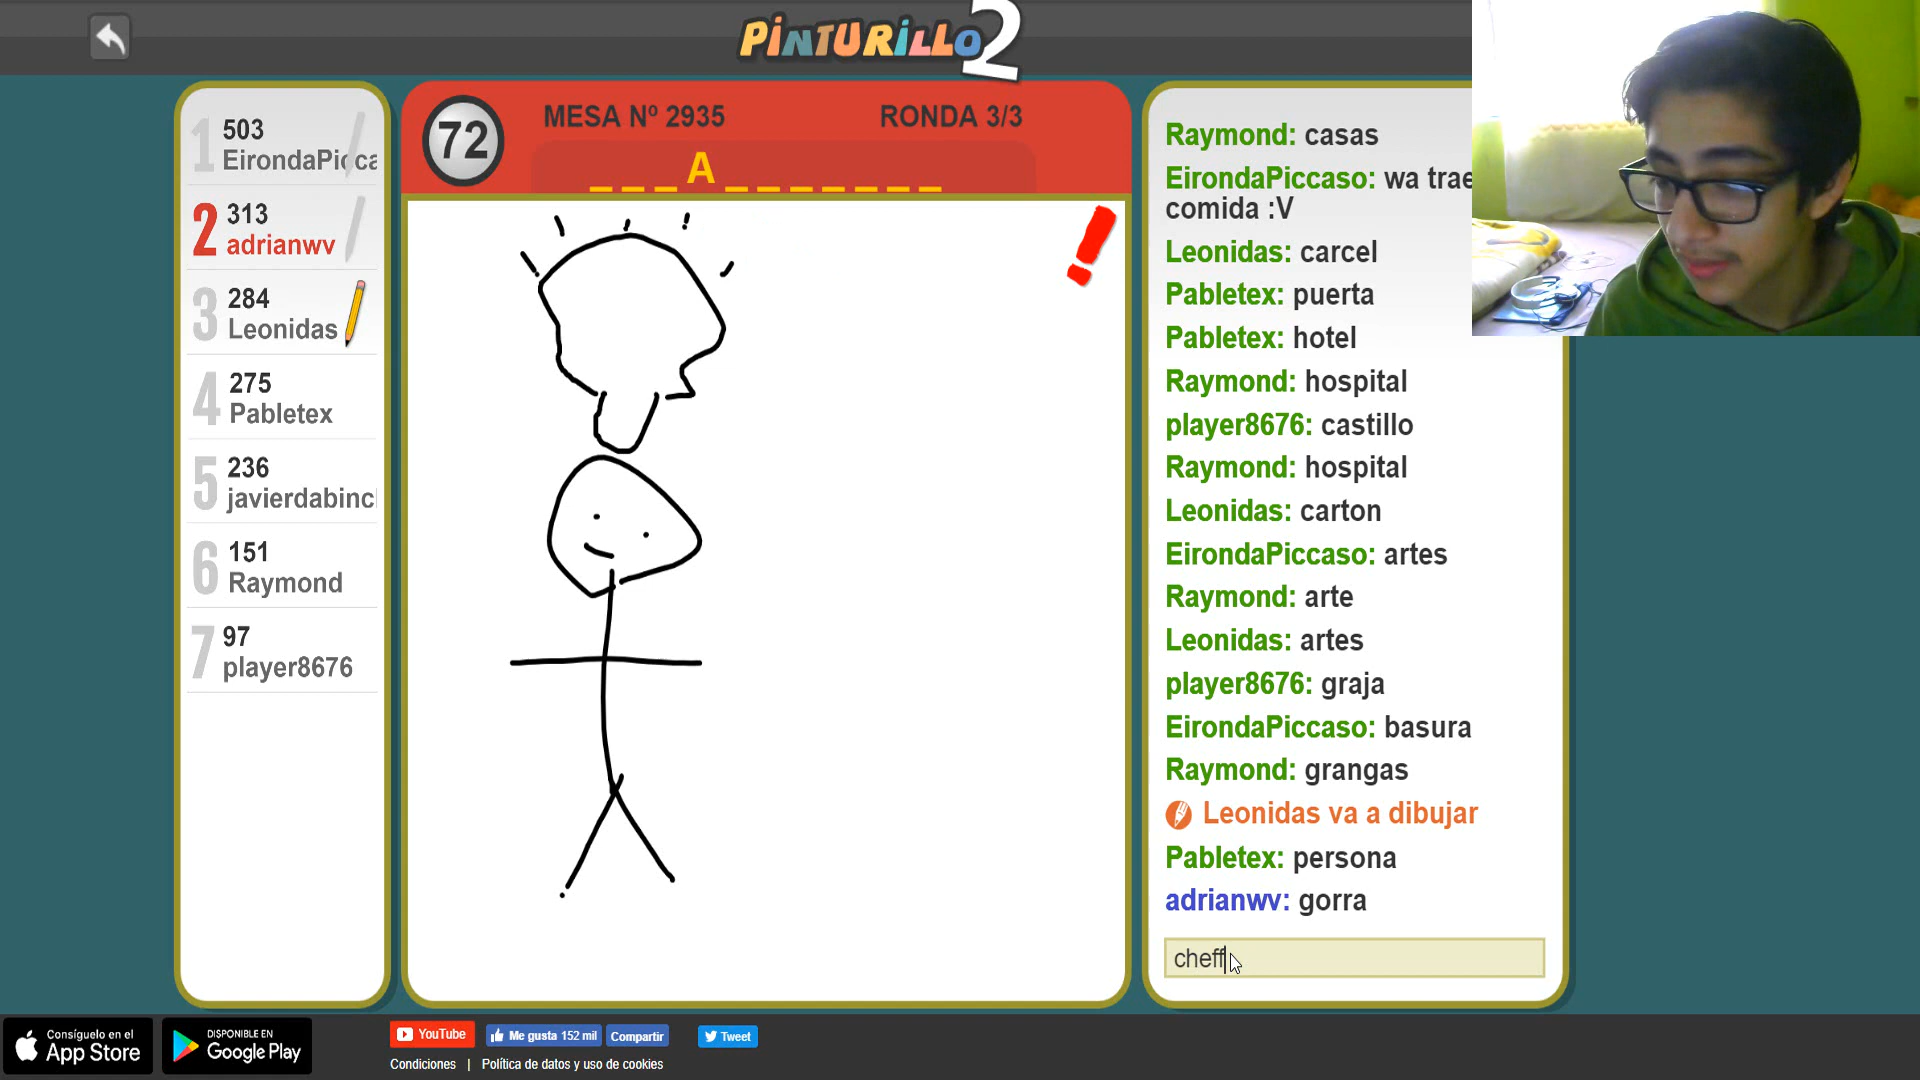 PiNTURiLLO2
MESA Nº 2935
RONDA 3/3
72
_ _ _ A _ _ _ _ _ _ _ _
1
503
EirondaPicca
2
313
adrianwv
3
284
Leonidas
4
275
Pabletex
5
236
javierdabinc
6
151
Raymond
7
97
player8676
Raymond: casas
EirondaPiccaso: wa trae
comida :V
Leonidas: carcel
Pabletex: puerta
Pabletex: hotel
Raymond: hospital
player8676: castillo
Raymond: hospital
Leonidas: carton
EirondaPiccaso: artes
Raymond: arte
Leonidas: artes
player8676: graja
EirondaPiccaso: basura
Raymond: grangas
Leonidas va a dibujar
Pabletex: persona
adrianwv: gorra
cheff
Consíguelo en el
App Store
DISPONIBLE EN
Google Play
YouTube
Me gusta 152 mil
Compartir
Tweet
Condiciones | Política de datos y uso de cookies